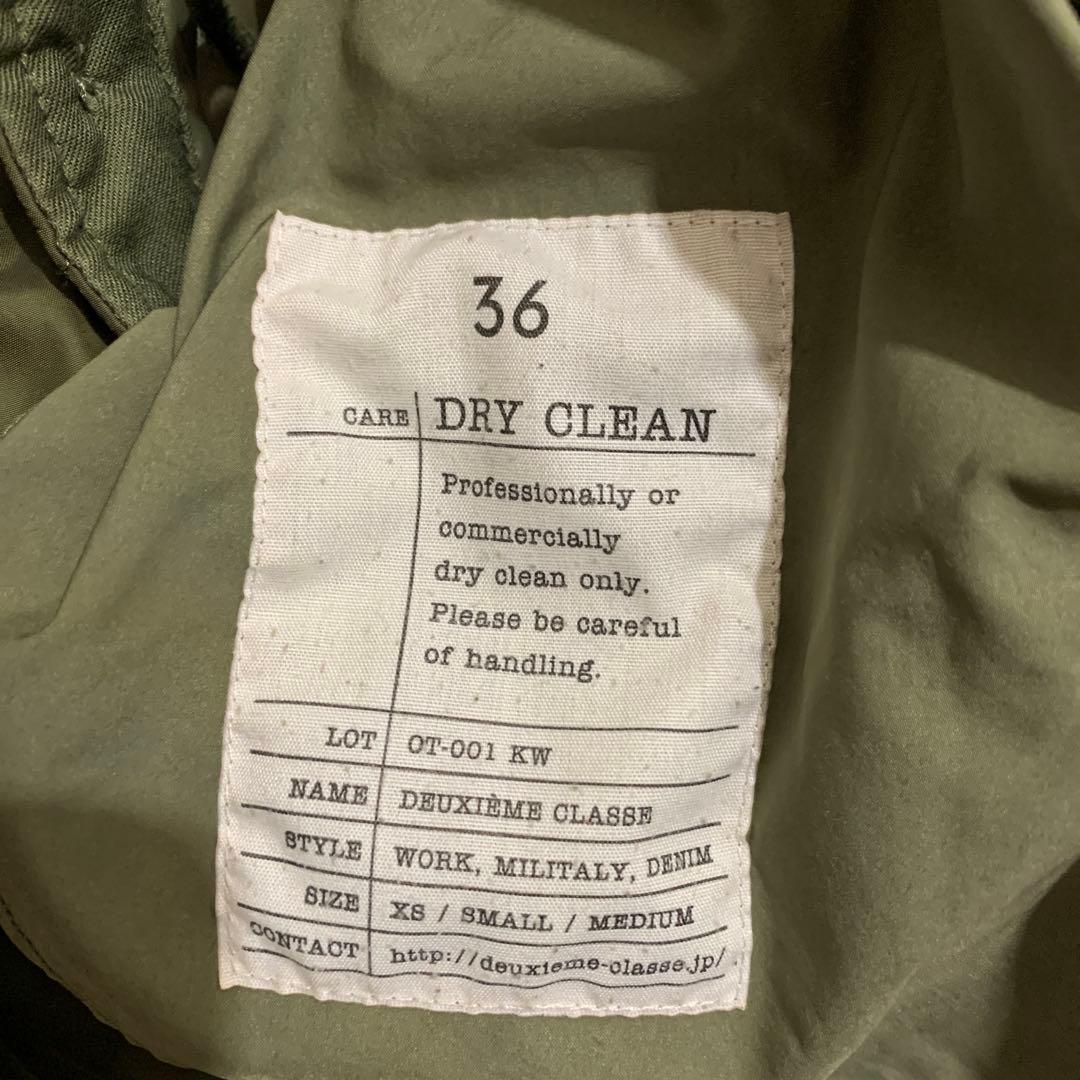 36
CARE DRY CLEAN
Professionally or
commercially
dry clean only.
Please be careful
of handling.
LOT OT-001 KW
NAME DEUXIÈME CLASSE
STYLE WORK, MILITALY, DENIM
SIZE XS / SMALL / MEDIUM
CONTACT http://deuxieme-classe.jp/